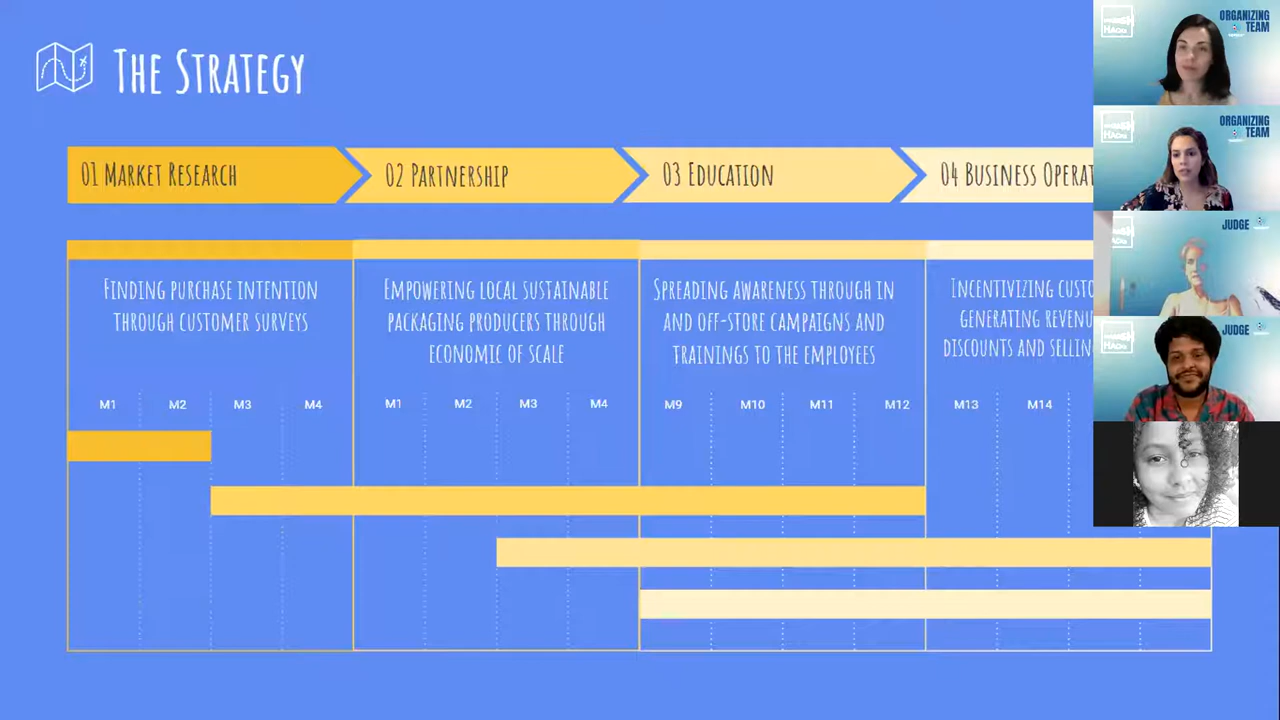 THE STRATEGY
01 MARKET RESEARCH
02 PARTNERSHIP
03 EDUCATION
04 BUSINESS OPERAT
FINDING PURCHASE INTENTION
THROUGH CUSTOMER SURVEYS
EMPOWERING LOCAL SUSTAINABLE
PACKAGING PRODUCERS THROUGH
ECONOMIC OF SCALE
SPREADING AWARENESS THROUGH IN
AND OFF-STORE CAMPAIGNS AND
TRAININGS TO THE EMPLOYEES
INCENTIVIZING CUSTO
GENERATING REVENU
DISCOUNTS AND SELLIN
M1 M2 M3 M4 M1 M2 M3 M4 M9 M10 M11 M12 M13 M14
ORGANIZING
TEAM
ORGANIZING
TEAM
JUDGE
JUDGE